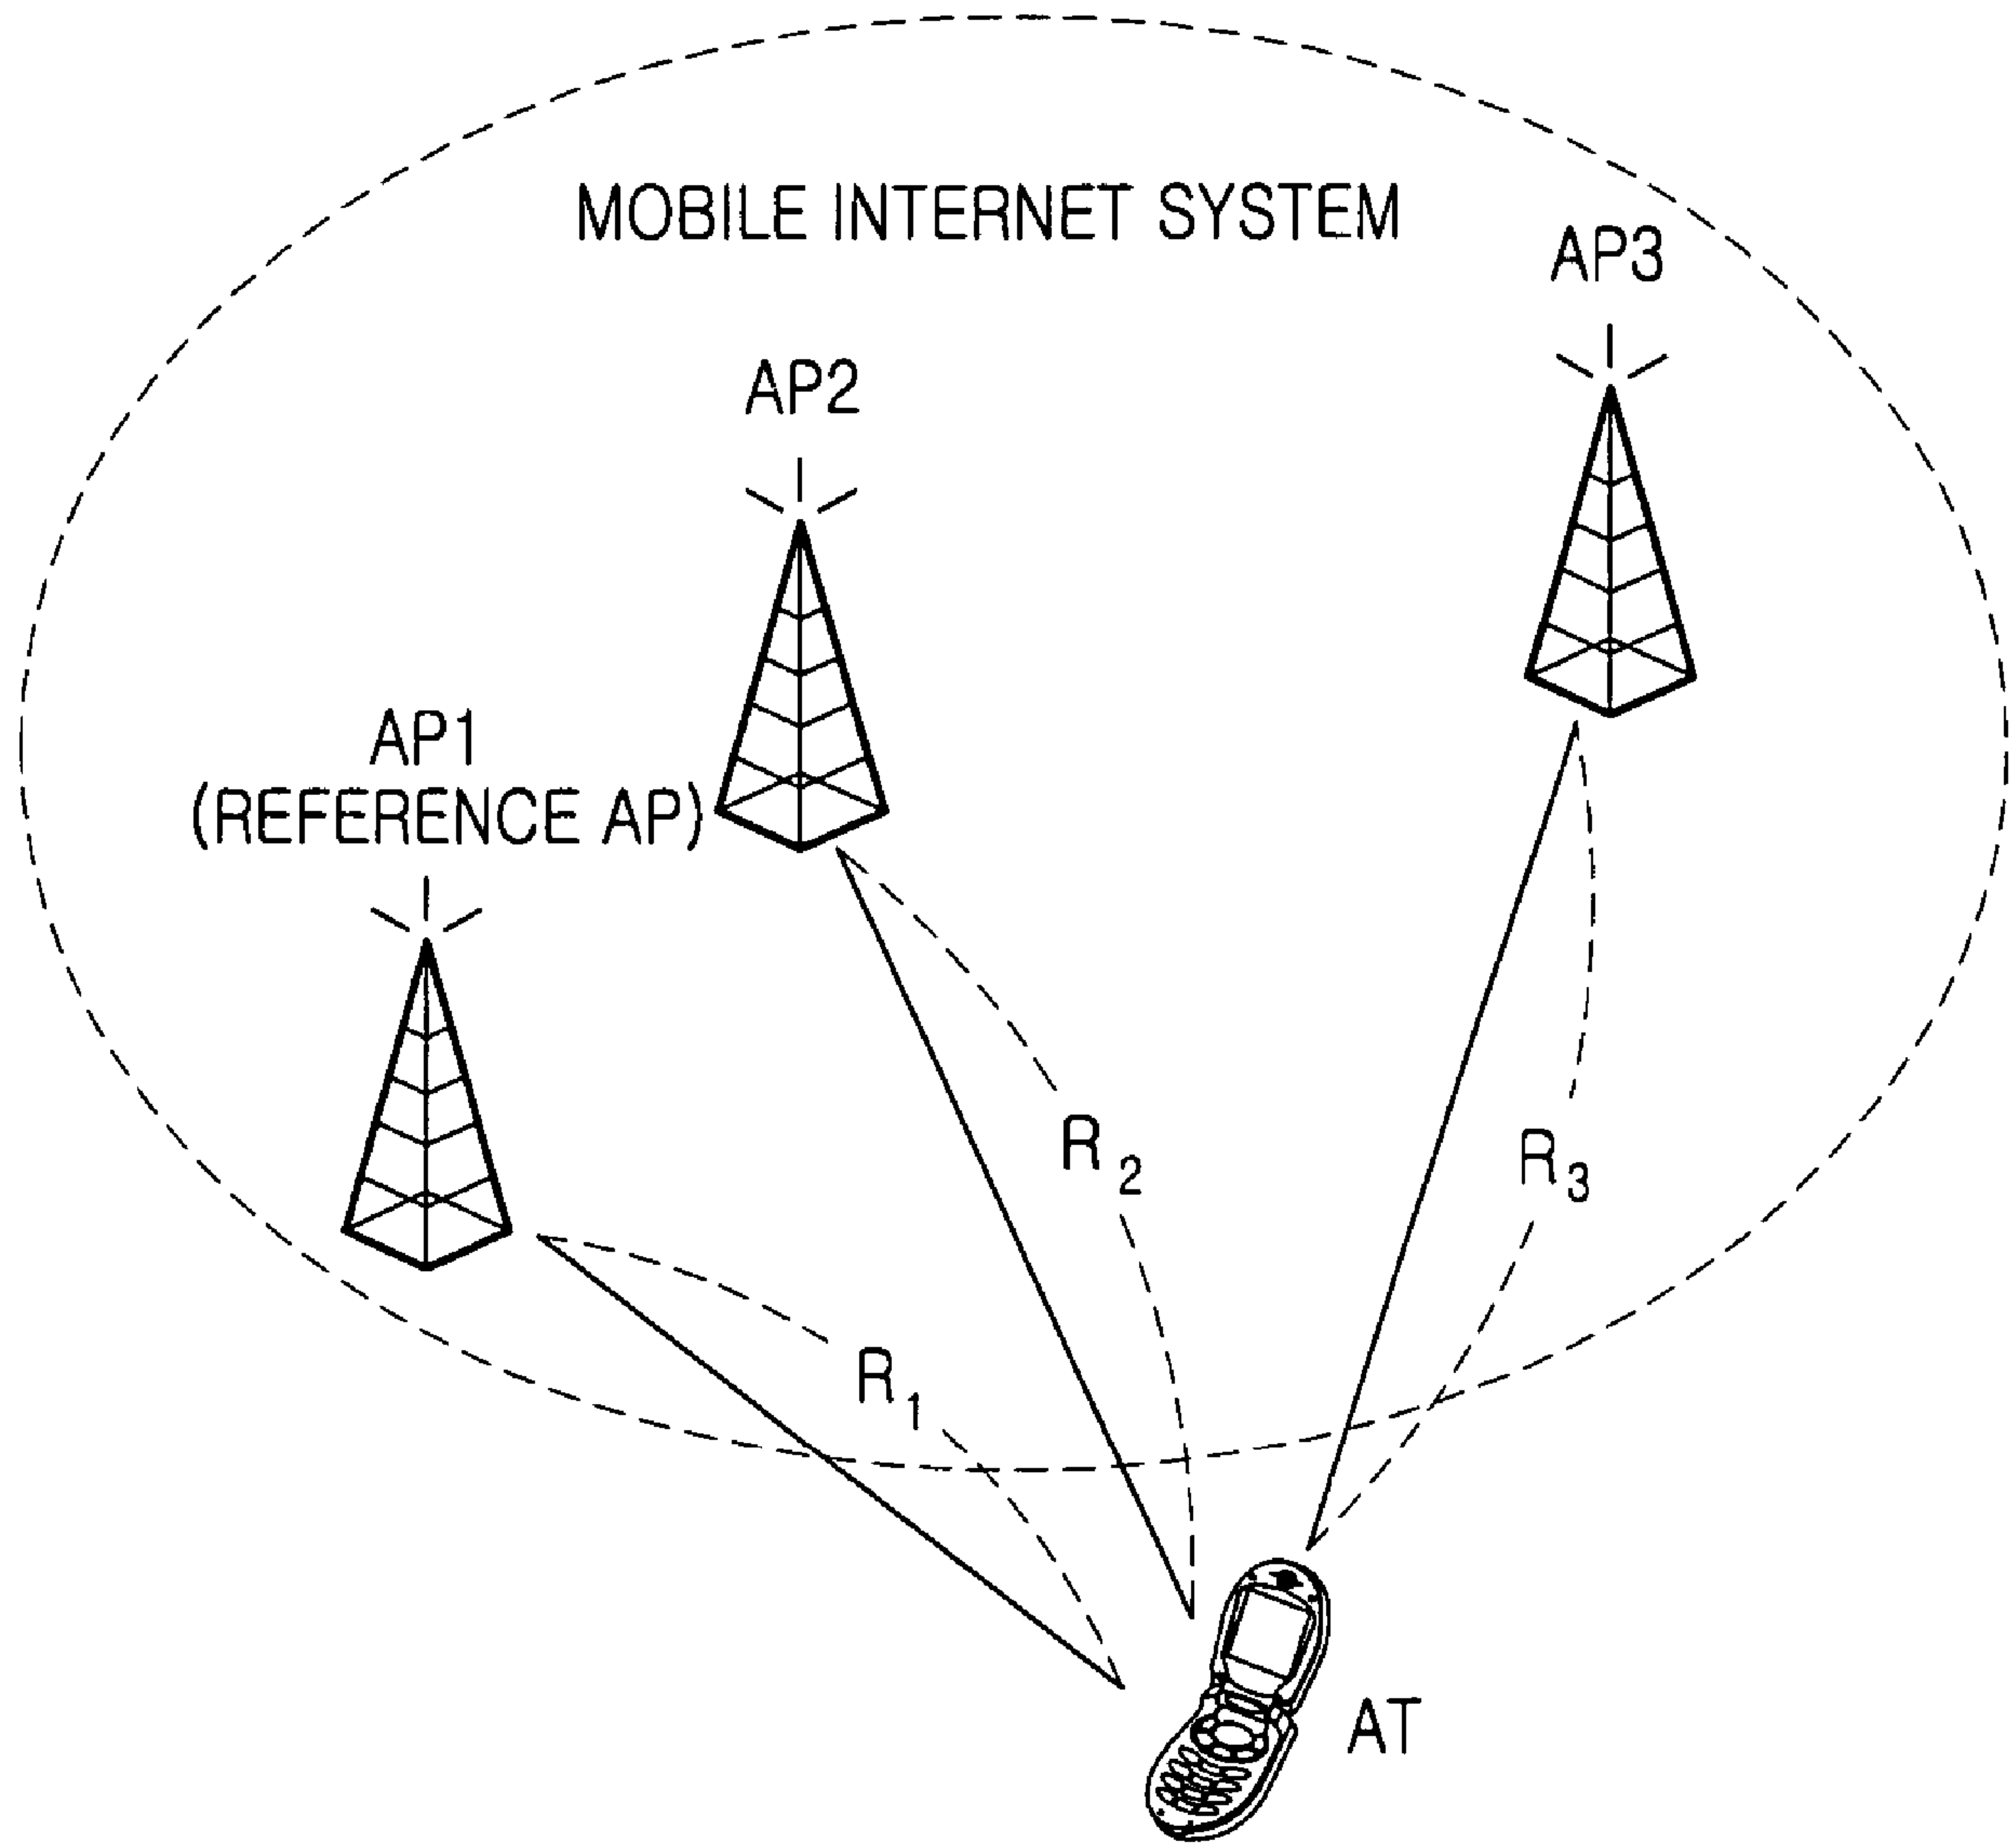 MOBILE INTERNET SYSTEM
AP3
AP2
AP1
(REFERENCE AP)
R2
R3
R1
AT